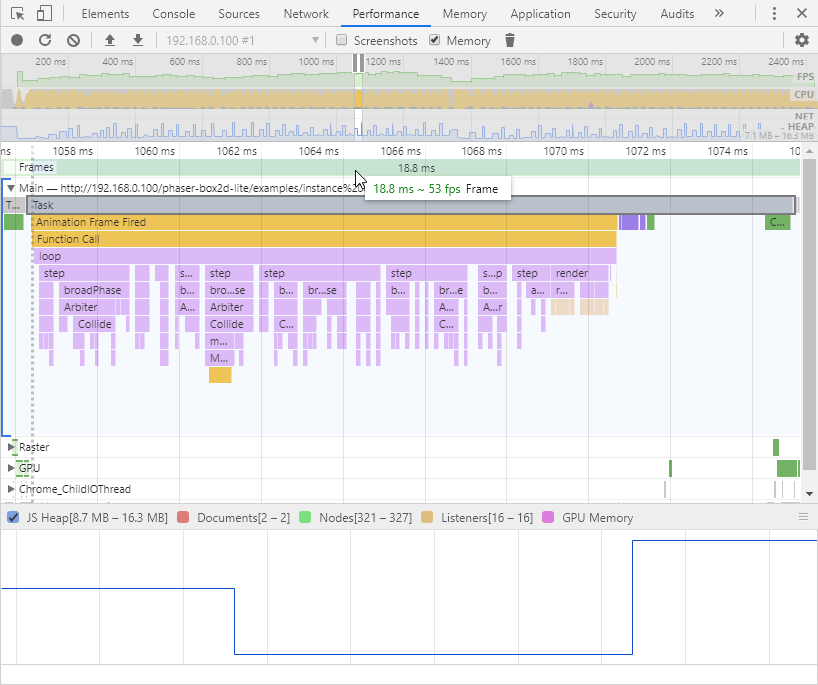 Elements Console Sources Network Performance Memory Application Security Audits »
192.168.0.100 #1 Screenshots Memory
200 ms 400 ms 600 ms 800 ms 1000 ms 1200 ms 1400 ms 1600 ms 1800 ms 2000 ms 2200 ms 2400 ms
FPS
CPU
NET
HEAP
7.1 MB – 16.3 MB
ns 1058 ms 1060 ms 1062 ms 1064 ms 1066 ms 1068 ms 1070 ms 1072 ms 1074 ms 10
Frames 18.8 ms
Main — http://192.168.0.100/phaser-box2d-lite/examples/instance%20
18.8 ms ~ 53 fps Frame
T... Task
Animation Frame Fired C...
Function Call
loop
step s... step step step s...p step render
broadPhase b... bro...se b... br...se b... br...e b... a... r...
Arbiter A... Arbiter A... A...r
Collide Collide C... C...
m...
M...
Raster
GPU
Chrome_ChildIOThread
JS Heap[8.7 MB – 16.3 MB] Documents[2 – 2] Nodes[321 – 327] Listeners[16 – 16] GPU Memory